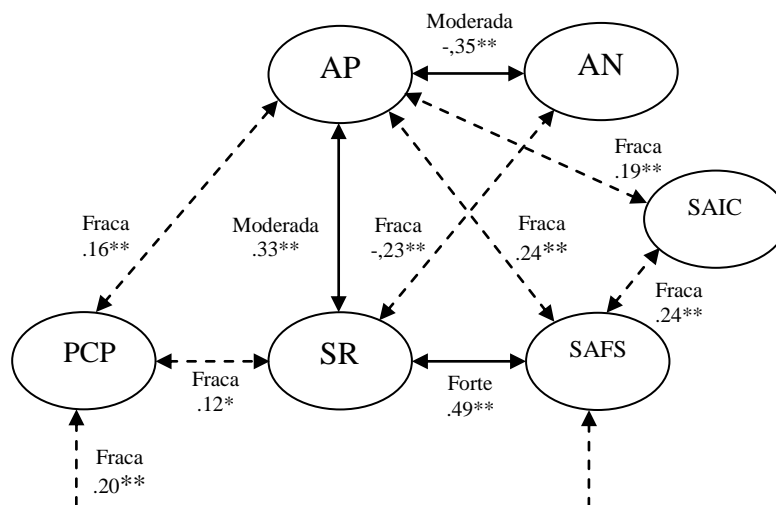 Moderada
-,35**
AP
AN
Fraca
.19**
SAIC
Fraca
.16**
Moderada
.33**
Fraca
-,23**
Fraca
.24**
Fraca
.24**
PCP
SR
SAFS
Fraca
.12*
Forte
.49**
Fraca
.20**